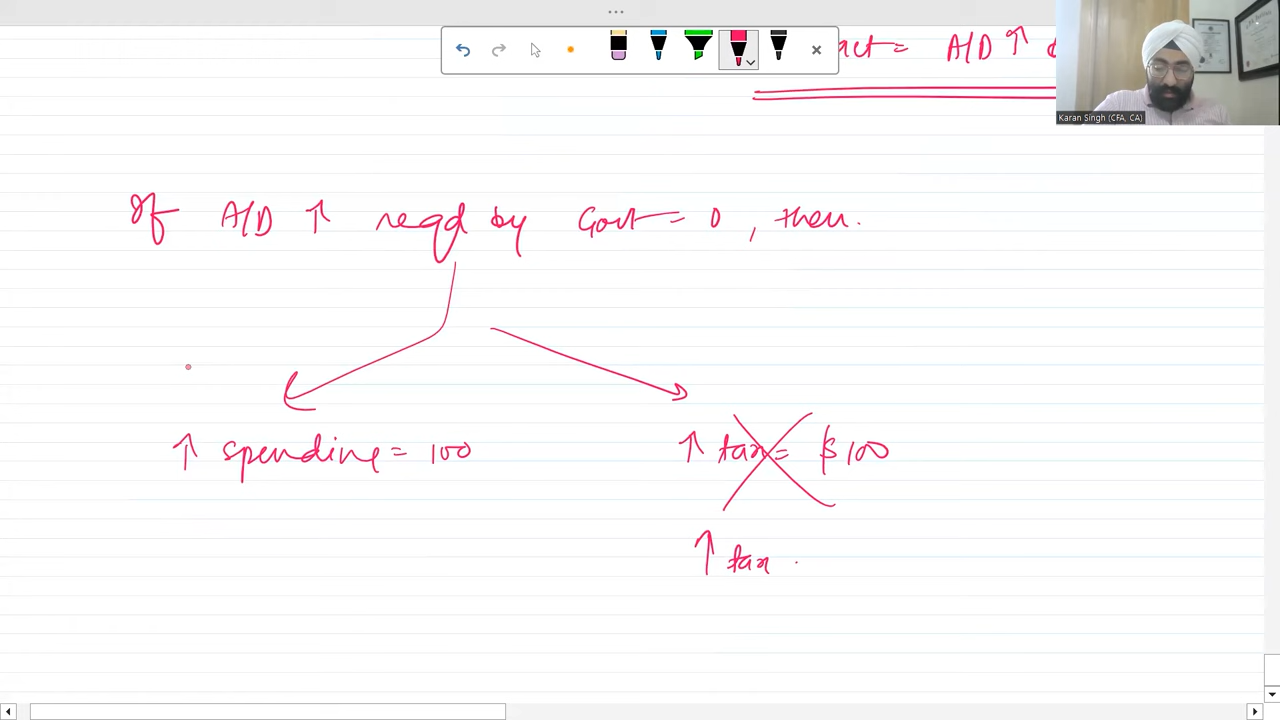 act = A/D ↑
Karan Singh (CFA, CA)
If A/D ↑ reqd by Govt = 0, then.
↑ spending = 100
↑ tax = $100
↑ tax